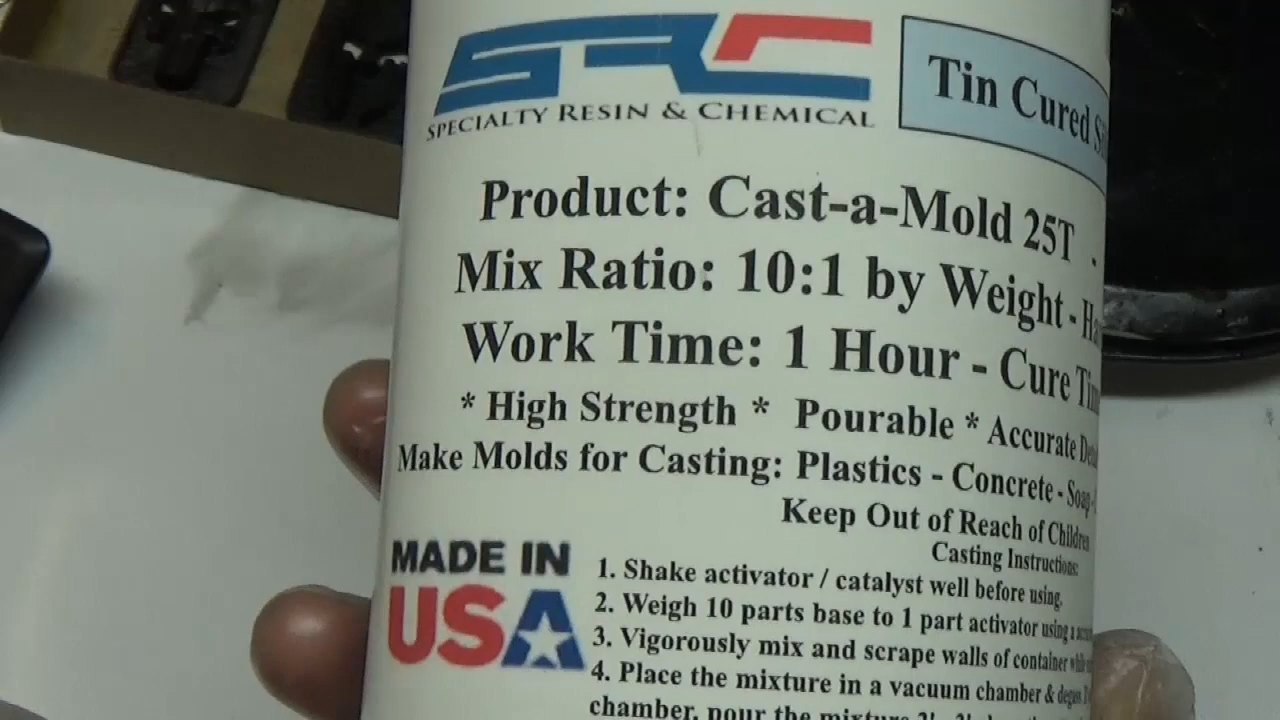 SRC
SPECIALTY RESIN & CHEMICAL
Tin Cured
Product: Cast-a-Mold 25T
Mix Ratio: 10:1 by Weight -
Work Time: 1 Hour - Cure
* High Strength * Pourable * Accurate
Make Molds for Casting: Plastics - Concrete - Soap -
Keep Out of Reach of Children
Casting Instructions:
MADE IN
USA
1. Shake activator / catalyst well before using.
2. Weigh 10 parts base to 1 part activator using a
3. Vigorously mix and scrape walls of container
4. Place the mixture in a vacuum chamber &
chamber, pour the mixture